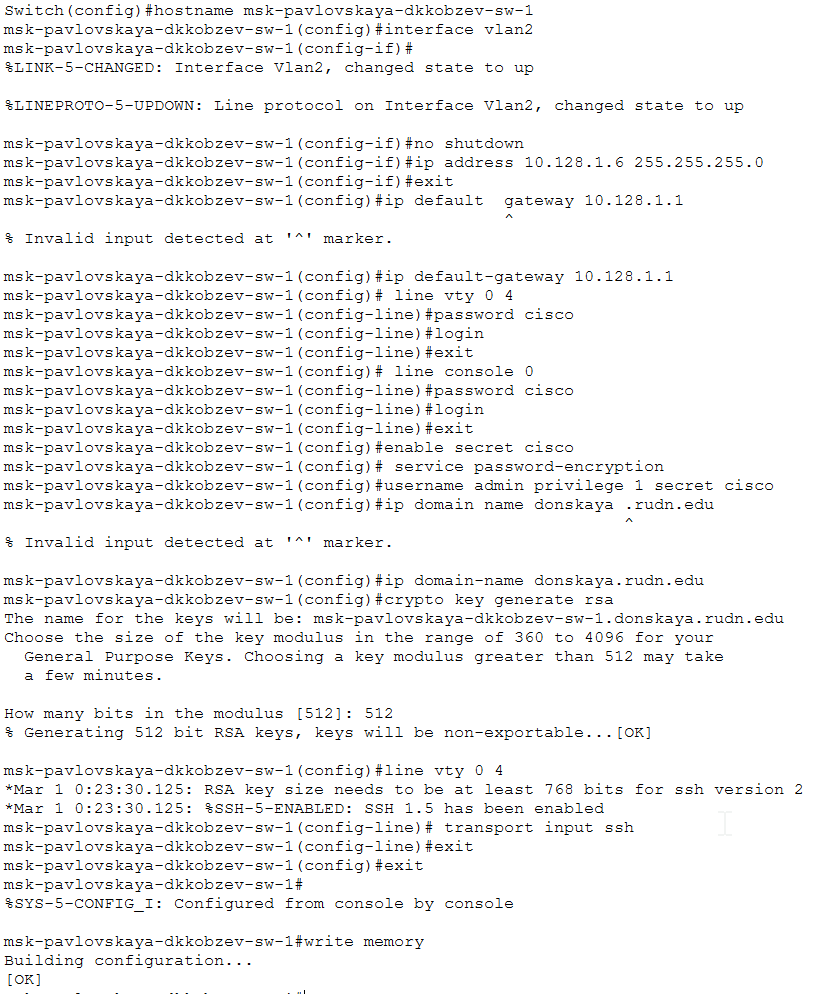 Switch(config)#hostname msk-pavlovskaya-dkkobzev-sw-1
msk-pavlovskaya-dkkobzev-sw-1(config)#interface vlan2
msk-pavlovskaya-dkkobzev-sw-1(config-if)#
%LINK-5-CHANGED: Interface Vlan2, changed state to up
%LINEPROTO-5-UPDOWN: Line protocol on Interface Vlan2, changed state to up
msk-pavlovskaya-dkkobzev-sw-1(config-if)#no shutdown
msk-pavlovskaya-dkkobzev-sw-1(config-if)#ip address 10.128.1.6 255.255.255.0
msk-pavlovskaya-dkkobzev-sw-1(config-if)#exit
msk-pavlovskaya-dkkobzev-sw-1(config)#ip default  gateway 10.128.1.1
^
% Invalid input detected at '^' marker.
msk-pavlovskaya-dkkobzev-sw-1(config)#ip default-gateway 10.128.1.1
msk-pavlovskaya-dkkobzev-sw-1(config)# line vty 0 4
msk-pavlovskaya-dkkobzev-sw-1(config-line)#password cisco
msk-pavlovskaya-dkkobzev-sw-1(config-line)#login
msk-pavlovskaya-dkkobzev-sw-1(config-line)#exit
msk-pavlovskaya-dkkobzev-sw-1(config)# line console 0
msk-pavlovskaya-dkkobzev-sw-1(config-line)#password cisco
msk-pavlovskaya-dkkobzev-sw-1(config-line)#login
msk-pavlovskaya-dkkobzev-sw-1(config-line)#exit
msk-pavlovskaya-dkkobzev-sw-1(config)#enable secret cisco
msk-pavlovskaya-dkkobzev-sw-1(config)# service password-encryption
msk-pavlovskaya-dkkobzev-sw-1(config)#username admin privilege 1 secret cisco
msk-pavlovskaya-dkkobzev-sw-1(config)#ip domain name donskaya .rudn.edu
^
% Invalid input detected at '^' marker.
msk-pavlovskaya-dkkobzev-sw-1(config)#ip domain-name donskaya.rudn.edu
msk-pavlovskaya-dkkobzev-sw-1(config)#crypto key generate rsa
The name for the keys will be: msk-pavlovskaya-dkkobzev-sw-1.donskaya.rudn.edu
Choose the size of the key modulus in the range of 360 to 4096 for your
General Purpose Keys. Choosing a key modulus greater than 512 may take
a few minutes.
How many bits in the modulus [512]: 512
% Generating 512 bit RSA keys, keys will be non-exportable...[OK]
msk-pavlovskaya-dkkobzev-sw-1(config)#line vty 0 4
*Mar 1 0:23:30.125: RSA key size needs to be at least 768 bits for ssh version 2
*Mar 1 0:23:30.125: %SSH-5-ENABLED: SSH 1.5 has been enabled
msk-pavlovskaya-dkkobzev-sw-1(config-line)# transport input ssh
msk-pavlovskaya-dkkobzev-sw-1(config-line)#exit
msk-pavlovskaya-dkkobzev-sw-1(config)#exit
msk-pavlovskaya-dkkobzev-sw-1#
%SYS-5-CONFIG_I: Configured from console by console
msk-pavlovskaya-dkkobzev-sw-1#write memory
Building configuration...
[OK]